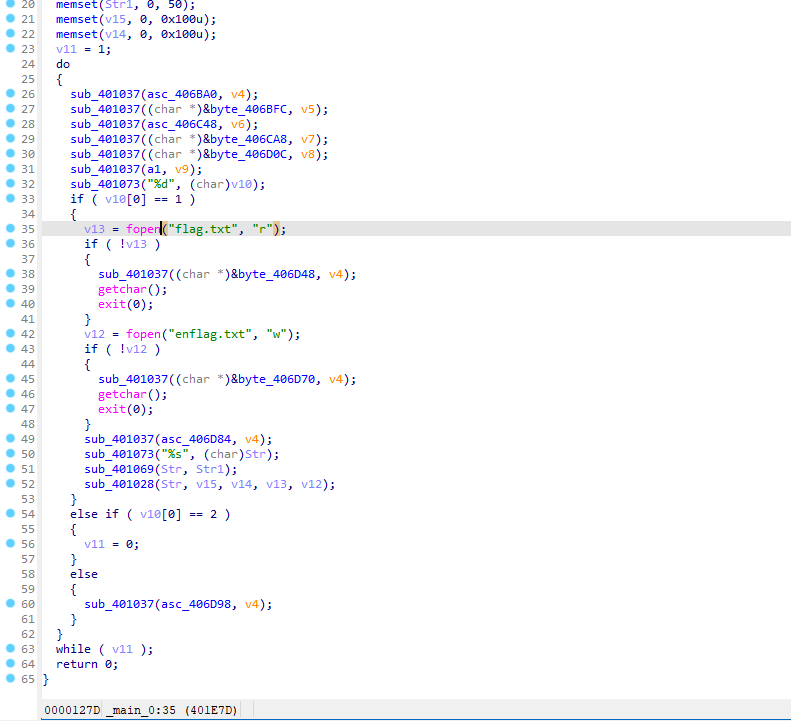 20 memset(Str1, 0, 50);
21 memset(v15, 0, 0x100u);
22 memset(v14, 0, 0x100u);
23 v11 = 1;
24 do
25 {
26 sub_401037(asc_406BA0, v4);
27 sub_401037((char *)&byte_406BFC, v5);
28 sub_401037(asc_406C48, v6);
29 sub_401037((char *)&byte_406CA8, v7);
30 sub_401037((char *)&byte_406D0C, v8);
31 sub_401037(a1, v9);
32 sub_401073("%d", (char)v10);
33 if ( v10[0] == 1 )
34 {
35 v13 = fopen("flag.txt", "r");
36 if ( !v13 )
37 {
38 sub_401037((char *)&byte_406D48, v4);
39 getchar();
40 exit(0);
41 }
42 v12 = fopen("enflag.txt", "w");
43 if ( !v12 )
44 {
45 sub_401037((char *)&byte_406D70, v4);
46 getchar();
47 exit(0);
48 }
49 sub_401037(asc_406D84, v4);
50 sub_401073("%s", (char)Str);
51 sub_401069(Str, Str1);
52 sub_401028(Str, v15, v14, v13, v12);
53 }
54 else if ( v10[0] == 2 )
55 {
56 v11 = 0;
57 }
58 else
59 {
60 sub_401037(asc_406D98, v4);
61 }
62 }
63 while ( v11 );
64 return 0;
65 }
0000127D _main_0:35 (401E7D)